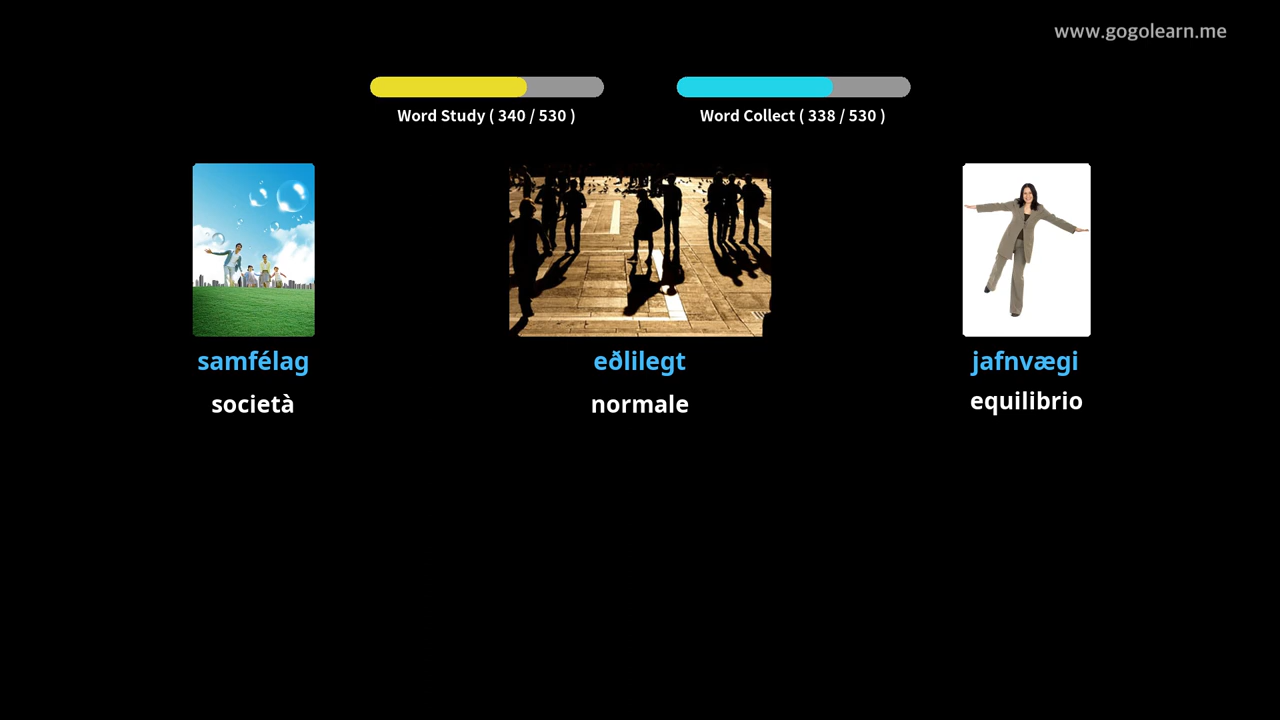 www.gogolearn.me
Word Study ( 340 / 530 )
Word Collect ( 338 / 530 )
samfélag
società
eðlilegt
normale
jafnvægi
equilibrio